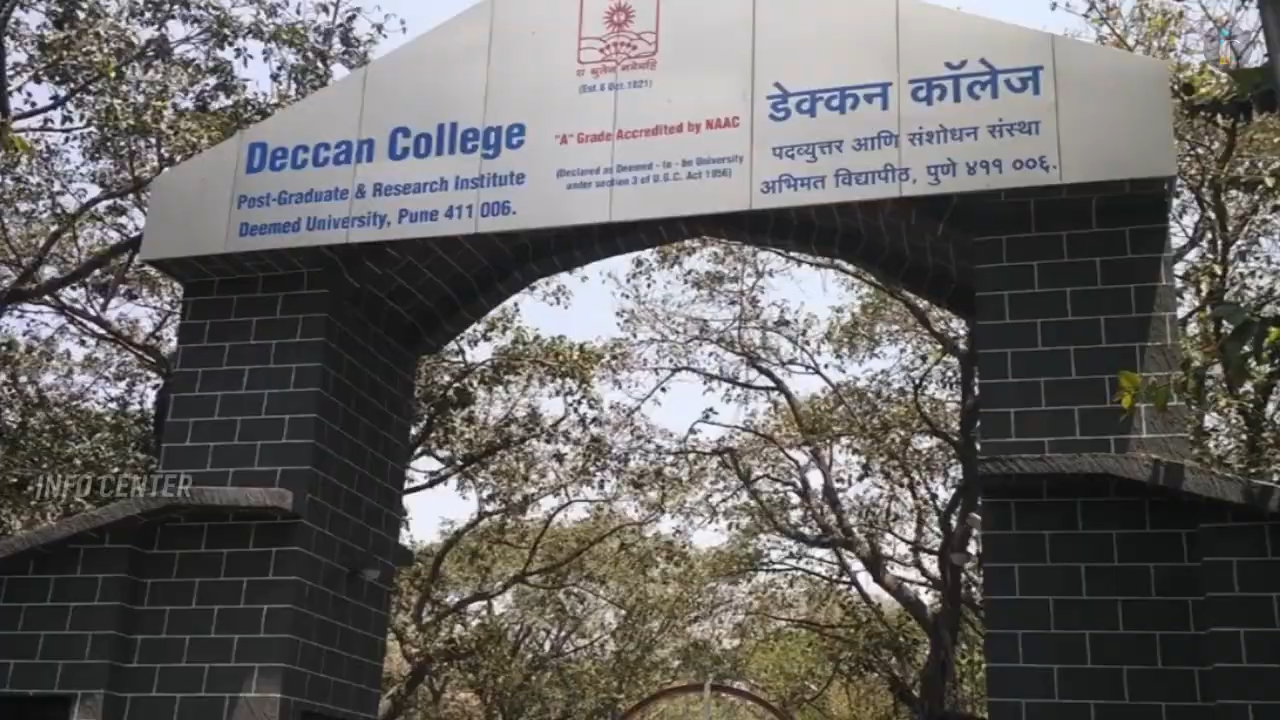 (Est. 6 Oct. 1821)
Deccan College
Post-Graduate & Research Institute
Deemed University, Pune 411 006.
"A" Grade Accredited by NAAC
(Declared as Deemed - to - be University
under section 3 of U.G.C. Act 1956)
डेक्कन कॉलेज
पदव्युत्तर आणि संशोधन संस्था
अभिमत विद्यापीठ, पुणे ४११ ००६.
INFO CENTER